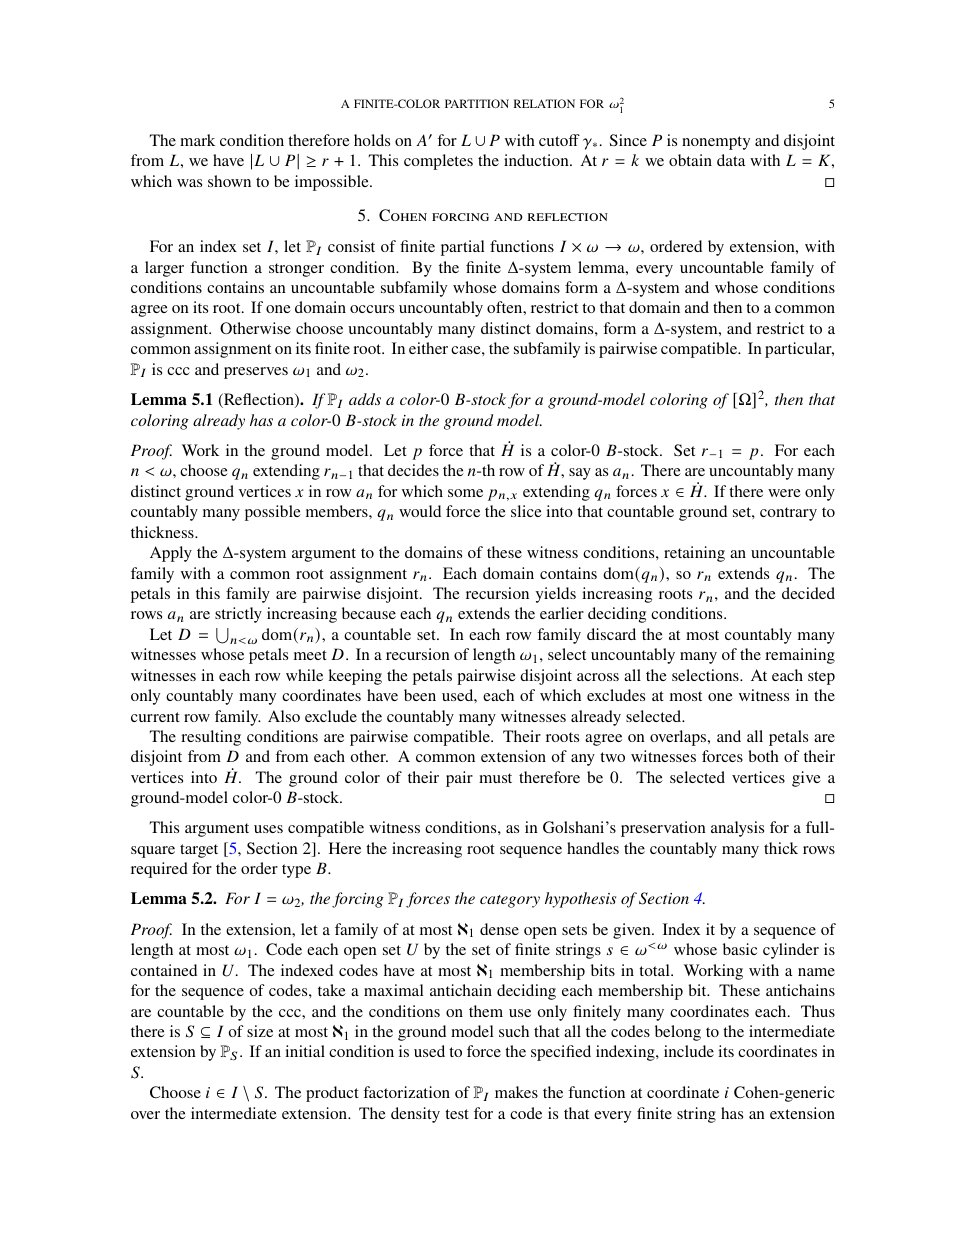 A FINITE-COLOR PARTITION RELATION FOR ω₁² 5
The mark condition therefore holds on A′ for L ∪ P with cutoff γ∗. Since P is nonempty and disjoint
from L, we have |L ∪ P| ≥ r + 1. This completes the induction. At r = k we obtain data with L = K,
which was shown to be impossible. □
5. Cohen forcing and reflection
For an index set I, let ℙ_I consist of finite partial functions I × ω → ω, ordered by extension, with
a larger function a stronger condition. By the finite Δ-system lemma, every uncountable family of
conditions contains an uncountable subfamily whose domains form a Δ-system and whose conditions
agree on its root. If one domain occurs uncountably often, restrict to that domain and then to a common
assignment. Otherwise choose uncountably many distinct domains, form a Δ-system, and restrict to a
common assignment on its finite root. In either case, the subfamily is pairwise compatible. In particular,
ℙ_I is ccc and preserves ω₁ and ω₂.
Lemma 5.1 (Reflection). If ℙ_I adds a color-0 B-stock for a ground-model coloring of [Ω]², then that
coloring already has a color-0 B-stock in the ground model.
Proof. Work in the ground model. Let p force that Ḣ is a color-0 B-stock. Set r₋₁ = p. For each
n < ω, choose qₙ extending rₙ₋₁ that decides the n-th row of Ḣ, say as aₙ. There are uncountably many
distinct ground vertices x in row aₙ for which some pₙ,ₓ extending qₙ forces x ∈ Ḣ. If there were only
countably many possible members, qₙ would force the slice into that countable ground set, contrary to
thickness.
Apply the Δ-system argument to the domains of these witness conditions, retaining an uncountable
family with a common root assignment rₙ. Each domain contains dom(qₙ), so rₙ extends qₙ. The
petals in this family are pairwise disjoint. The recursion yields increasing roots rₙ, and the decided
rows aₙ are strictly increasing because each qₙ extends the earlier deciding conditions.
Let D = ⋃ₙ<ω dom(rₙ), a countable set. In each row family discard the at most countably many
witnesses whose petals meet D. In a recursion of length ω₁, select uncountably many of the remaining
witnesses in each row while keeping the petals pairwise disjoint across all the selections. At each step
only countably many coordinates have been used, each of which excludes at most one witness in the
current row family. Also exclude the countably many witnesses already selected.
The resulting conditions are pairwise compatible. Their roots agree on overlaps, and all petals are
disjoint from D and from each other. A common extension of any two witnesses forces both of their
vertices into Ḣ. The ground color of their pair must therefore be 0. The selected vertices give a
ground-model color-0 B-stock. □
This argument uses compatible witness conditions, as in Golshani's preservation analysis for a full-
square target [5, Section 2]. Here the increasing root sequence handles the countably many thick rows
required for the order type B.
Lemma 5.2. For I = ω₂, the forcing ℙ_I forces the category hypothesis of Section 4.
Proof. In the extension, let a family of at most ℵ₁ dense open sets be given. Index it by a sequence of
length at most ω₁. Code each open set U by the set of finite strings s ∈ ω^{<ω} whose basic cylinder is
contained in U. The indexed codes have at most ℵ₁ membership bits in total. Working with a name
for the sequence of codes, take a maximal antichain deciding each membership bit. These antichains
are countable by the ccc, and the conditions on them use only finitely many coordinates each. Thus
there is S ⊆ I of size at most ℵ₁ in the ground model such that all the codes belong to the intermediate
extension by ℙ_S. If an initial condition is used to force the specified indexing, include its coordinates in
S.
Choose i ∈ I \ S. The product factorization of ℙ_I makes the function at coordinate i Cohen-generic
over the intermediate extension. The density test for a code is that every finite string has an extension